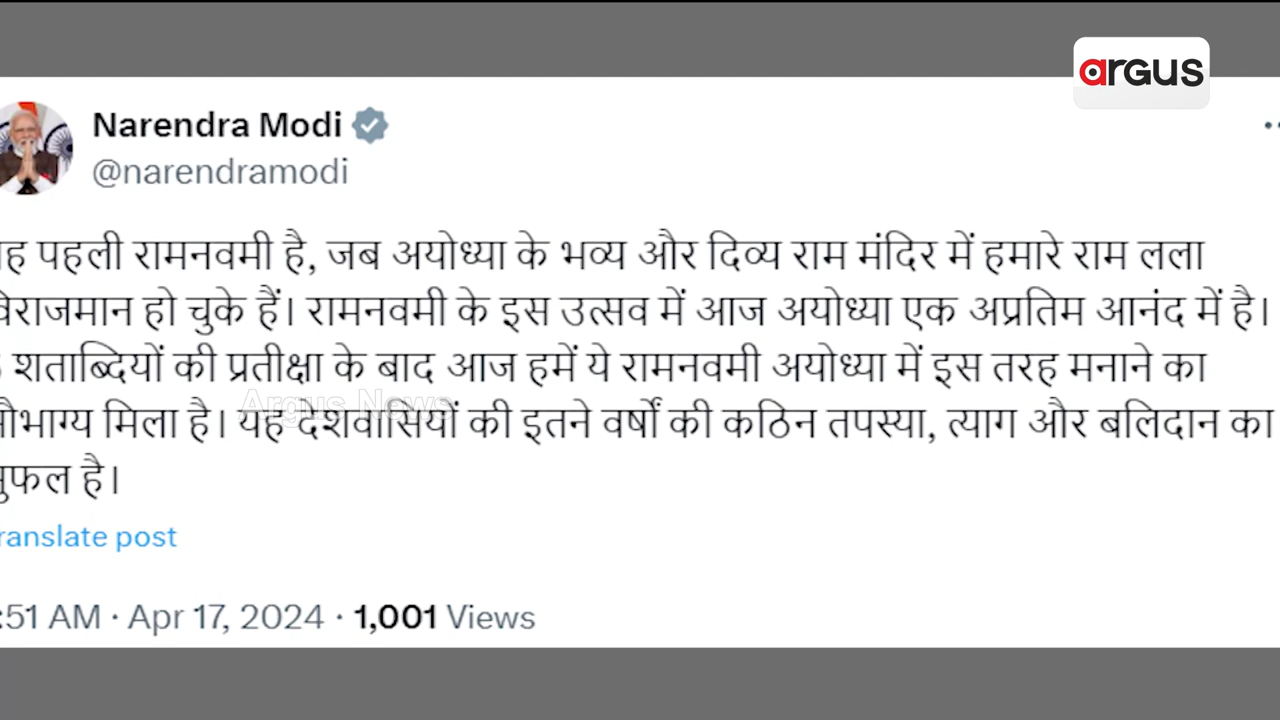 argus
Narendra Modi
@narendramodi
ह पहली रामनवमी है, जब अयोध्या के भव्य और दिव्य राम मंदिर में हमारे राम लला
विराजमान हो चुके हैं। रामनवमी के इस उत्सव में आज अयोध्या एक अप्रतिम आनंद में है।
शताब्दियों की प्रतीक्षा के बाद आज हमें ये रामनवमी अयोध्या में इस तरह मनाने का
सौभाग्य मिला है। यह देशवासियों की इतने वर्षों की कठिन तपस्या, त्याग और बलिदान का
सुफल है।
Argus News
ranslate post
:51 AM · Apr 17, 2024 · 1,001 Views